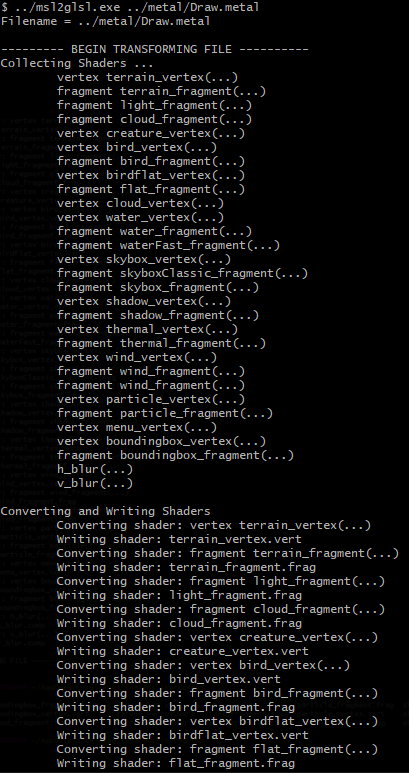 $ ../msl2glsl.exe ../metal/Draw.metal
Filename = ../metal/Draw.metal
--------- BEGIN TRANSFORMING FILE ----------
Collecting Shaders ...
vertex terrain_vertex(...)
fragment terrain_fragment(...)
fragment light_fragment(...)
fragment cloud_fragment(...)
vertex creature_vertex(...)
vertex bird_vertex(...)
fragment bird_fragment(...)
vertex birdflat_vertex(...)
fragment flat_fragment(...)
vertex cloud_vertex(...)
vertex water_vertex(...)
fragment water_fragment(...)
fragment waterFast_fragment(...)
vertex skybox_vertex(...)
fragment skyboxClassic_fragment(...)
fragment skybox_fragment(...)
vertex shadow_vertex(...)
fragment shadow_fragment(...)
vertex thermal_vertex(...)
fragment thermal_fragment(...)
vertex wind_vertex(...)
fragment wind_fragment(...)
fragment wind_fragment(...)
vertex particle_vertex(...)
fragment particle_fragment(...)
vertex menu_vertex(...)
vertex boundingbox_vertex(...)
fragment boundingbox_fragment(...)
h_blur(...)
v_blur(...)
Converting and Writing Shaders
Converting shader: vertex terrain_vertex(...)
Writing shader: terrain_vertex.vert
Converting shader: fragment terrain_fragment(...)
Writing shader: terrain_fragment.frag
Converting shader: fragment light_fragment(...)
Writing shader: light_fragment.frag
Converting shader: fragment cloud_fragment(...)
Writing shader: cloud_fragment.frag
Converting shader: vertex creature_vertex(...)
Writing shader: creature_vertex.vert
Converting shader: vertex bird_vertex(...)
Writing shader: bird_vertex.vert
Converting shader: fragment bird_fragment(...)
Writing shader: bird_fragment.frag
Converting shader: vertex birdflat_vertex(...)
Writing shader: birdflat_vertex.vert
Converting shader: fragment flat_fragment(...)
Writing shader: flat_fragment.frag